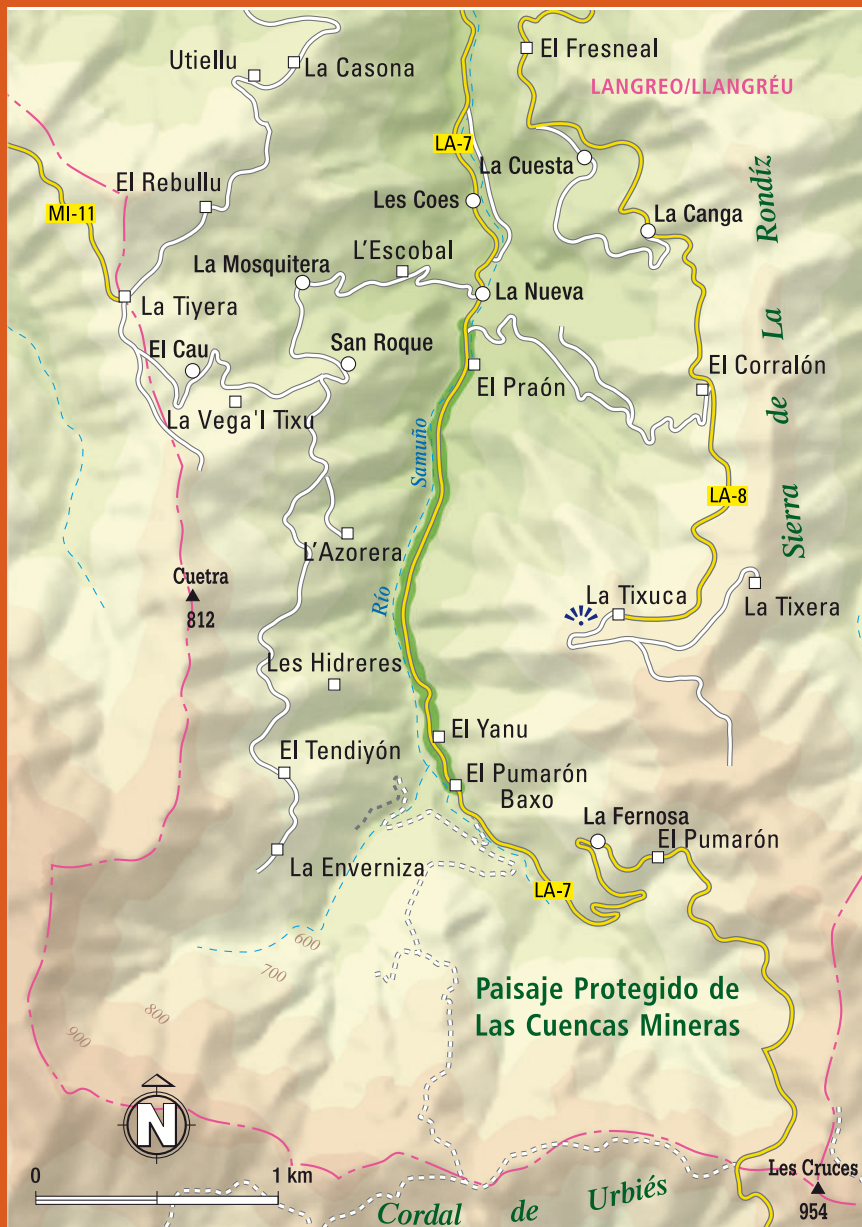 El Fresneal
Utiellu
La Casona
LANGREO/LLANGRÉU
LA-7
La Cuesta
El Rebullu
MI-11
Les Coes
La Canga
L'Escobal
La Mosquitera
La Tiyera
La Nueva
El Cau
San Roque
El Praón
El Corralón
La Vega'l Tixu
Río Samuño
LA-8
Sierra de La Rondíz
L'Azorera
Cuetra
812
La Tixuca
La Tixera
Les Hidreres
El Yanu
El Tendiyón
El Pumarón
Baxo
La Fernosa
El Pumarón
La Enverniza
LA-7
600
700
800
900
Paisaje Protegido de
Las Cuencas Mineras
N
0 1 km
Les Cruces
954
Cordal de Urbiés